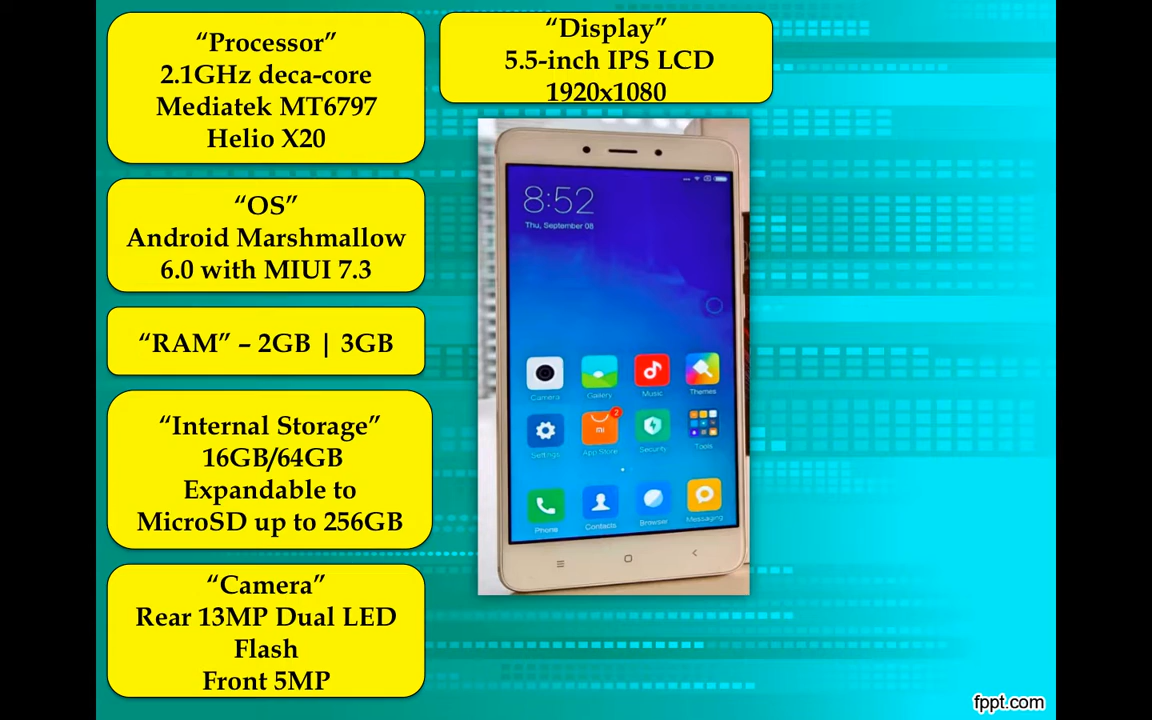 “Processor”
2.1GHz deca-core
Mediatek MT6797
Helio X20
“OS”
Android Marshmallow
6.0 with MIUI 7.3
“RAM” – 2GB | 3GB
“Internal Storage”
16GB/64GB
Expandable to
MicroSD up to 256GB
“Camera”
Rear 13MP Dual LED
Flash
Front 5MP
“Display”
5.5-inch IPS LCD
1920x1080
8:52
Thu, September 08
Camera Gallery Music Themes
2
Settings App Store Security Tools
Phone Contacts Browser Messaging
fppt.com